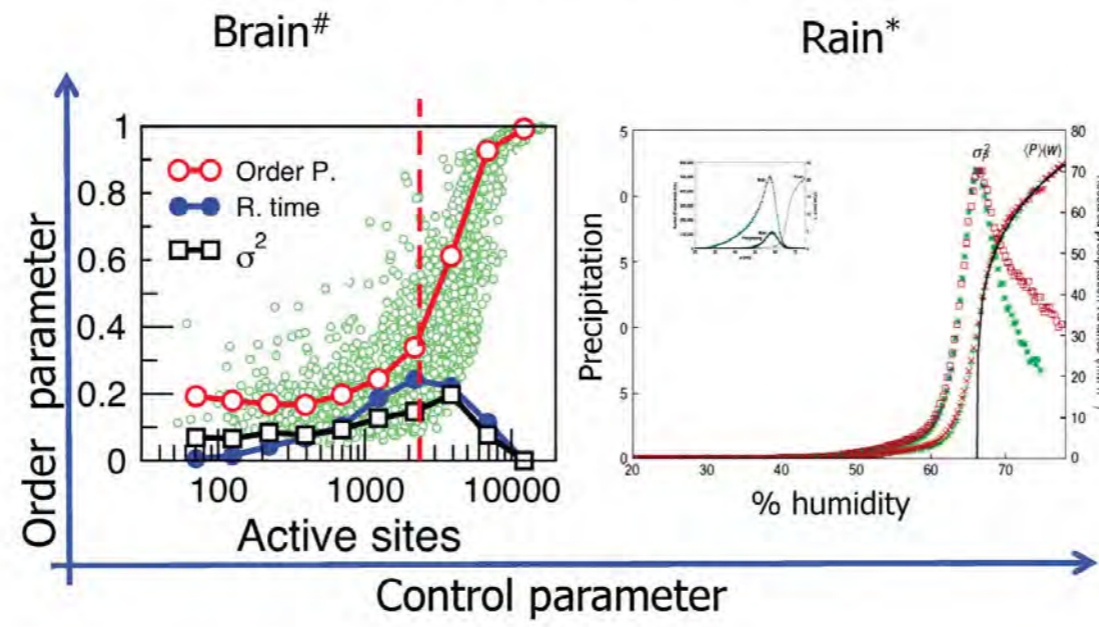 Brain#
Rain*
Order parameter
1
0.8
0.6
0.4
0.2
0
Order P.
R. time
σ²
100
1000
10000
Active sites
Precipitation
5
0
5
0
5
σ²P
⟨P⟩(w)
80
70
60
50
40
30
20
10
0
20
30
40
50
60
70
% humidity
Control parameter